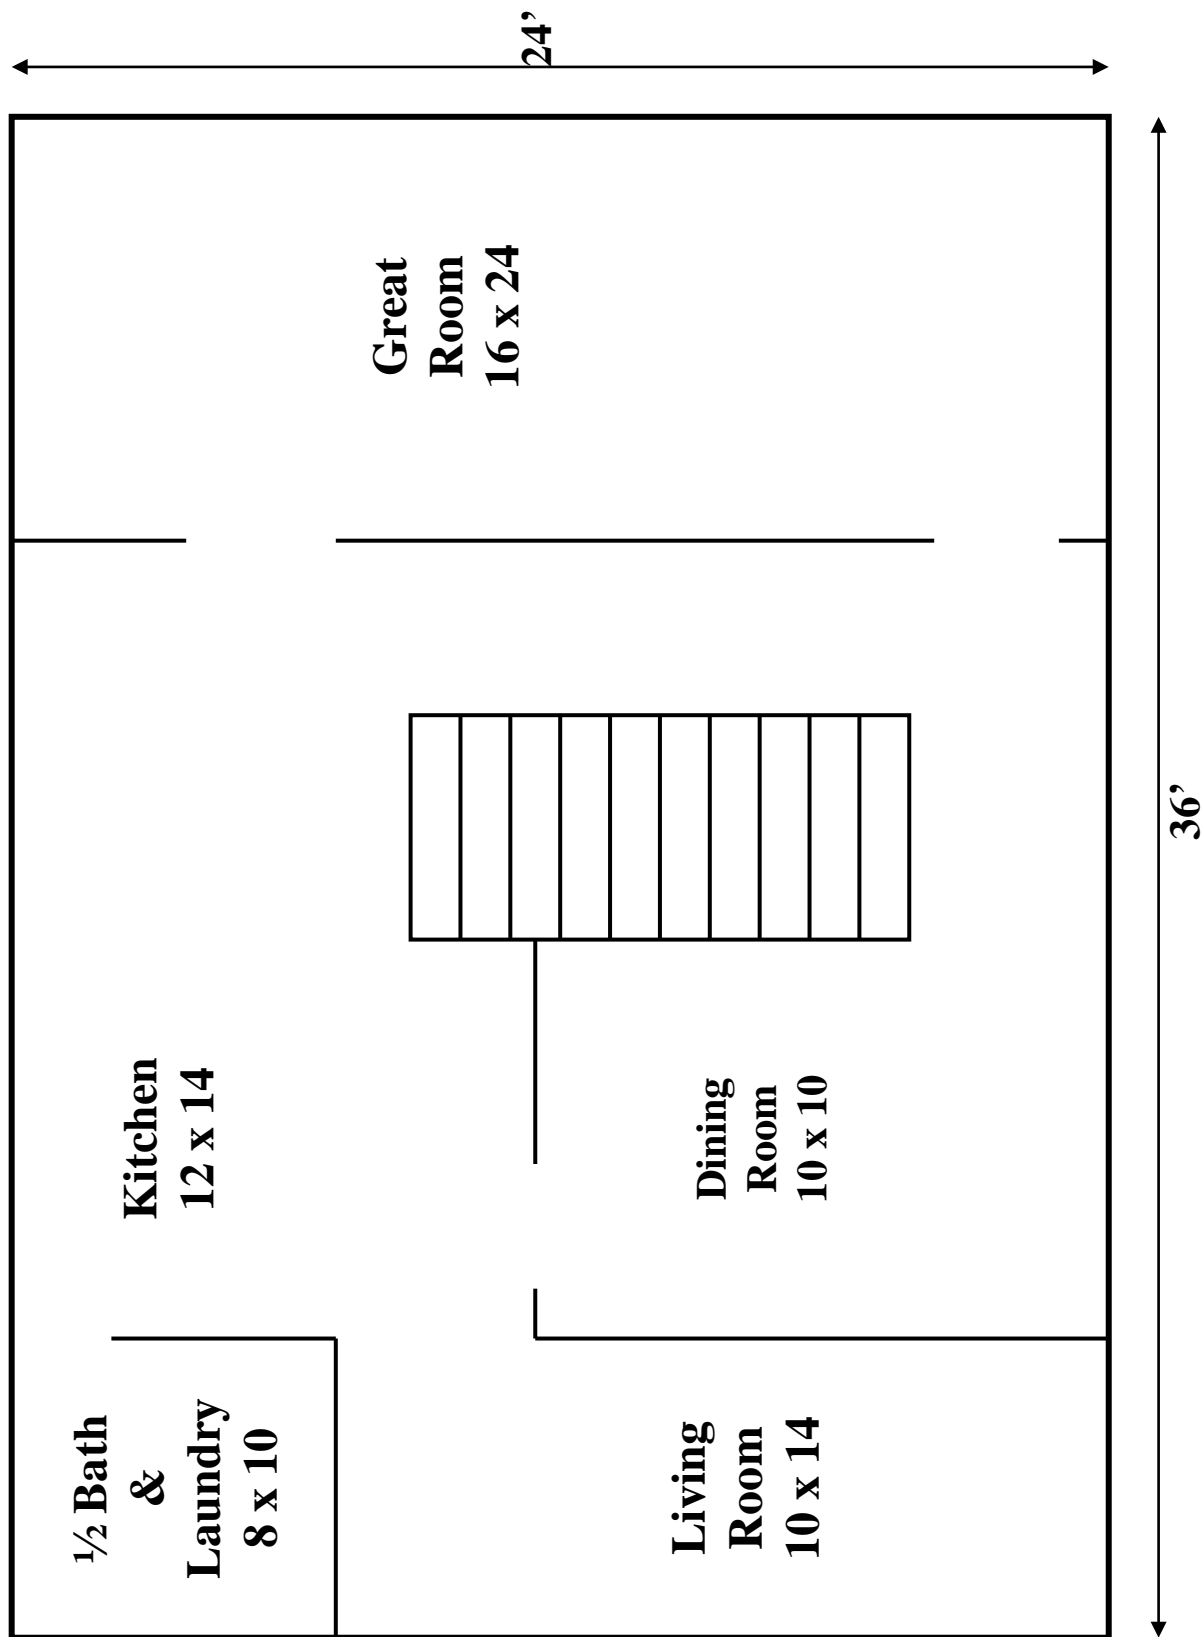 24’
Great
Room
16 x 24
36’
Kitchen
12 x 14
Dining
Room
10 x 10
½ Bath
&
Laundry
8 x 10
Living
Room
10 x 14